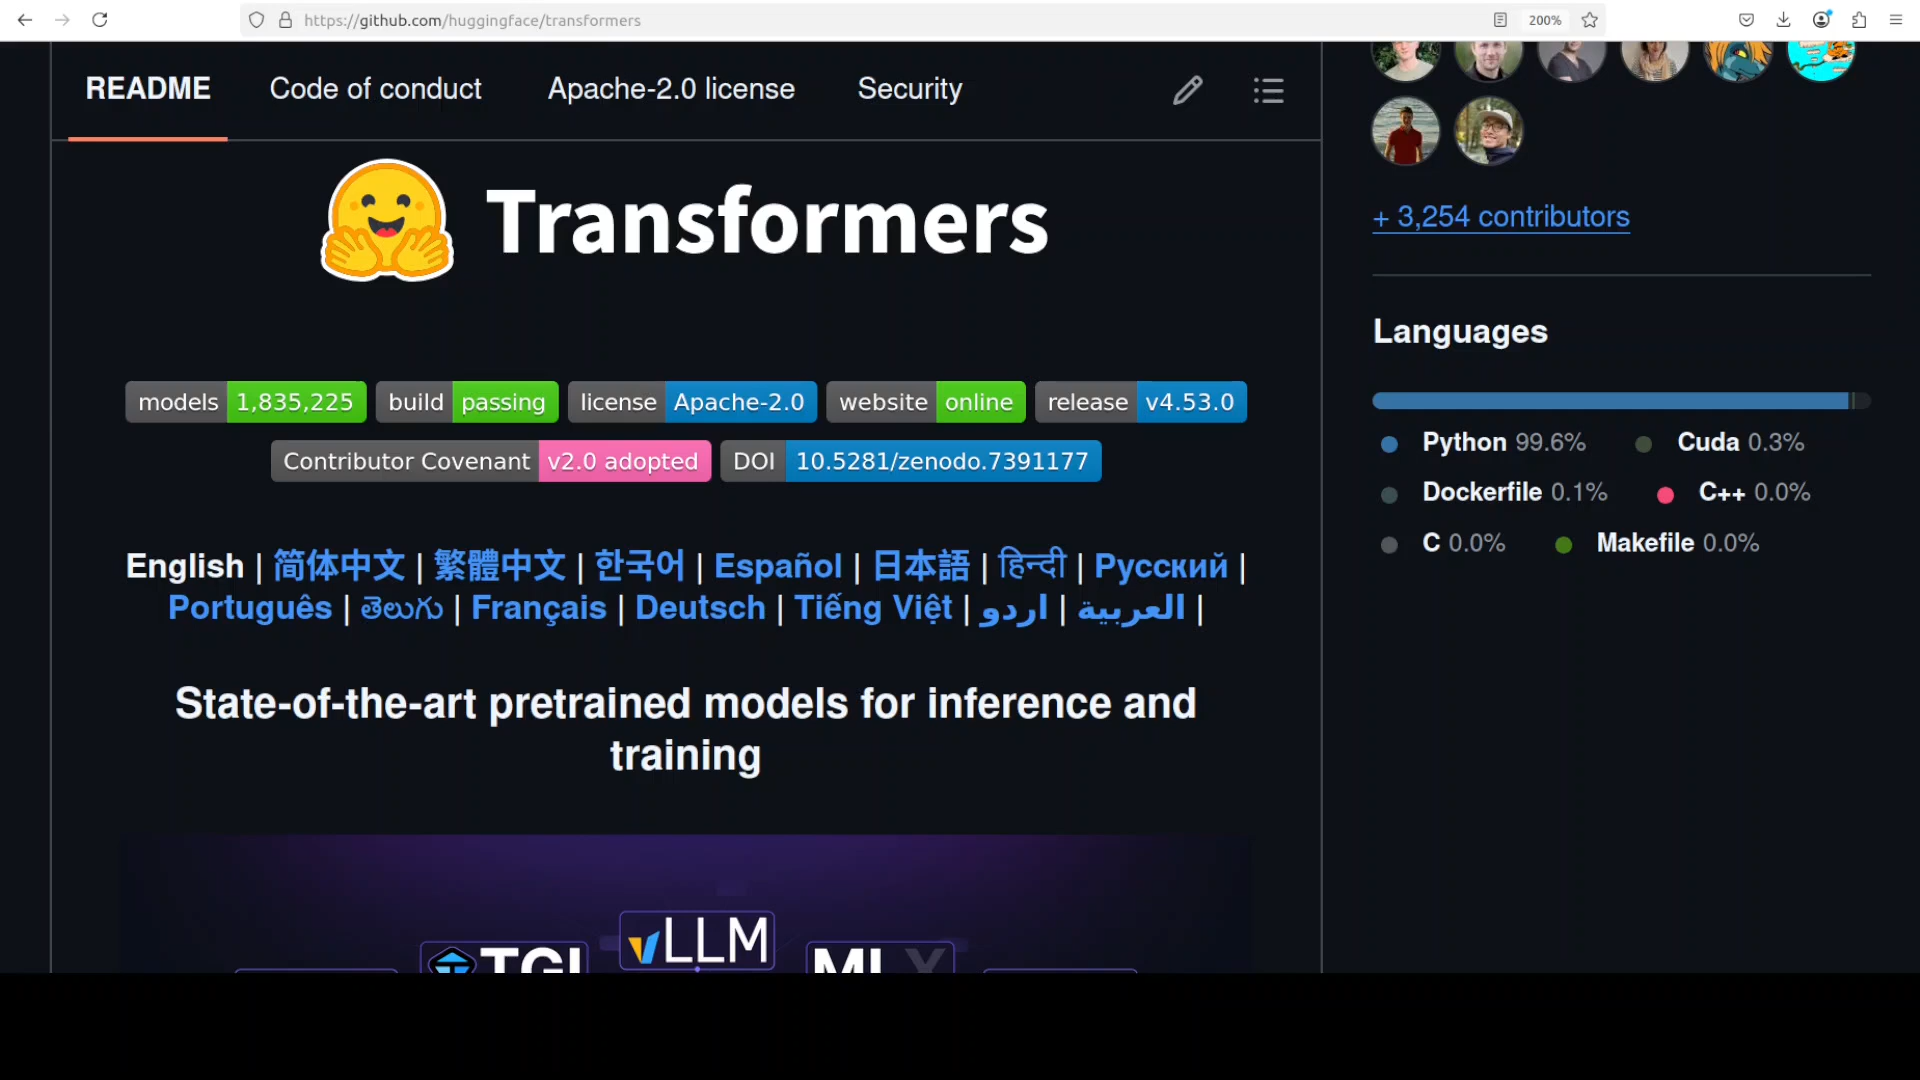 https://github.com/huggingface/transformers
200%
README Code of conduct Apache-2.0 license Security
Transformers
models 1,835,225 build passing license Apache-2.0 website online release v4.53.0
Contributor Covenant v2.0 adopted DOI 10.5281/zenodo.7391177
English | 简体中文 | 繁體中文 | 한국어 | Español | 日本語 | हिन्दी | Русский |
Português | తెలుగు | Français | Deutsch | Tiếng Việt | اردو | العربية |
State-of-the-art pretrained models for inference and
training
vLLM
TGI
MLX
+ 3,254 contributors
Languages
Python 99.6% Cuda 0.3%
Dockerfile 0.1% C++ 0.0%
C 0.0% Makefile 0.0%